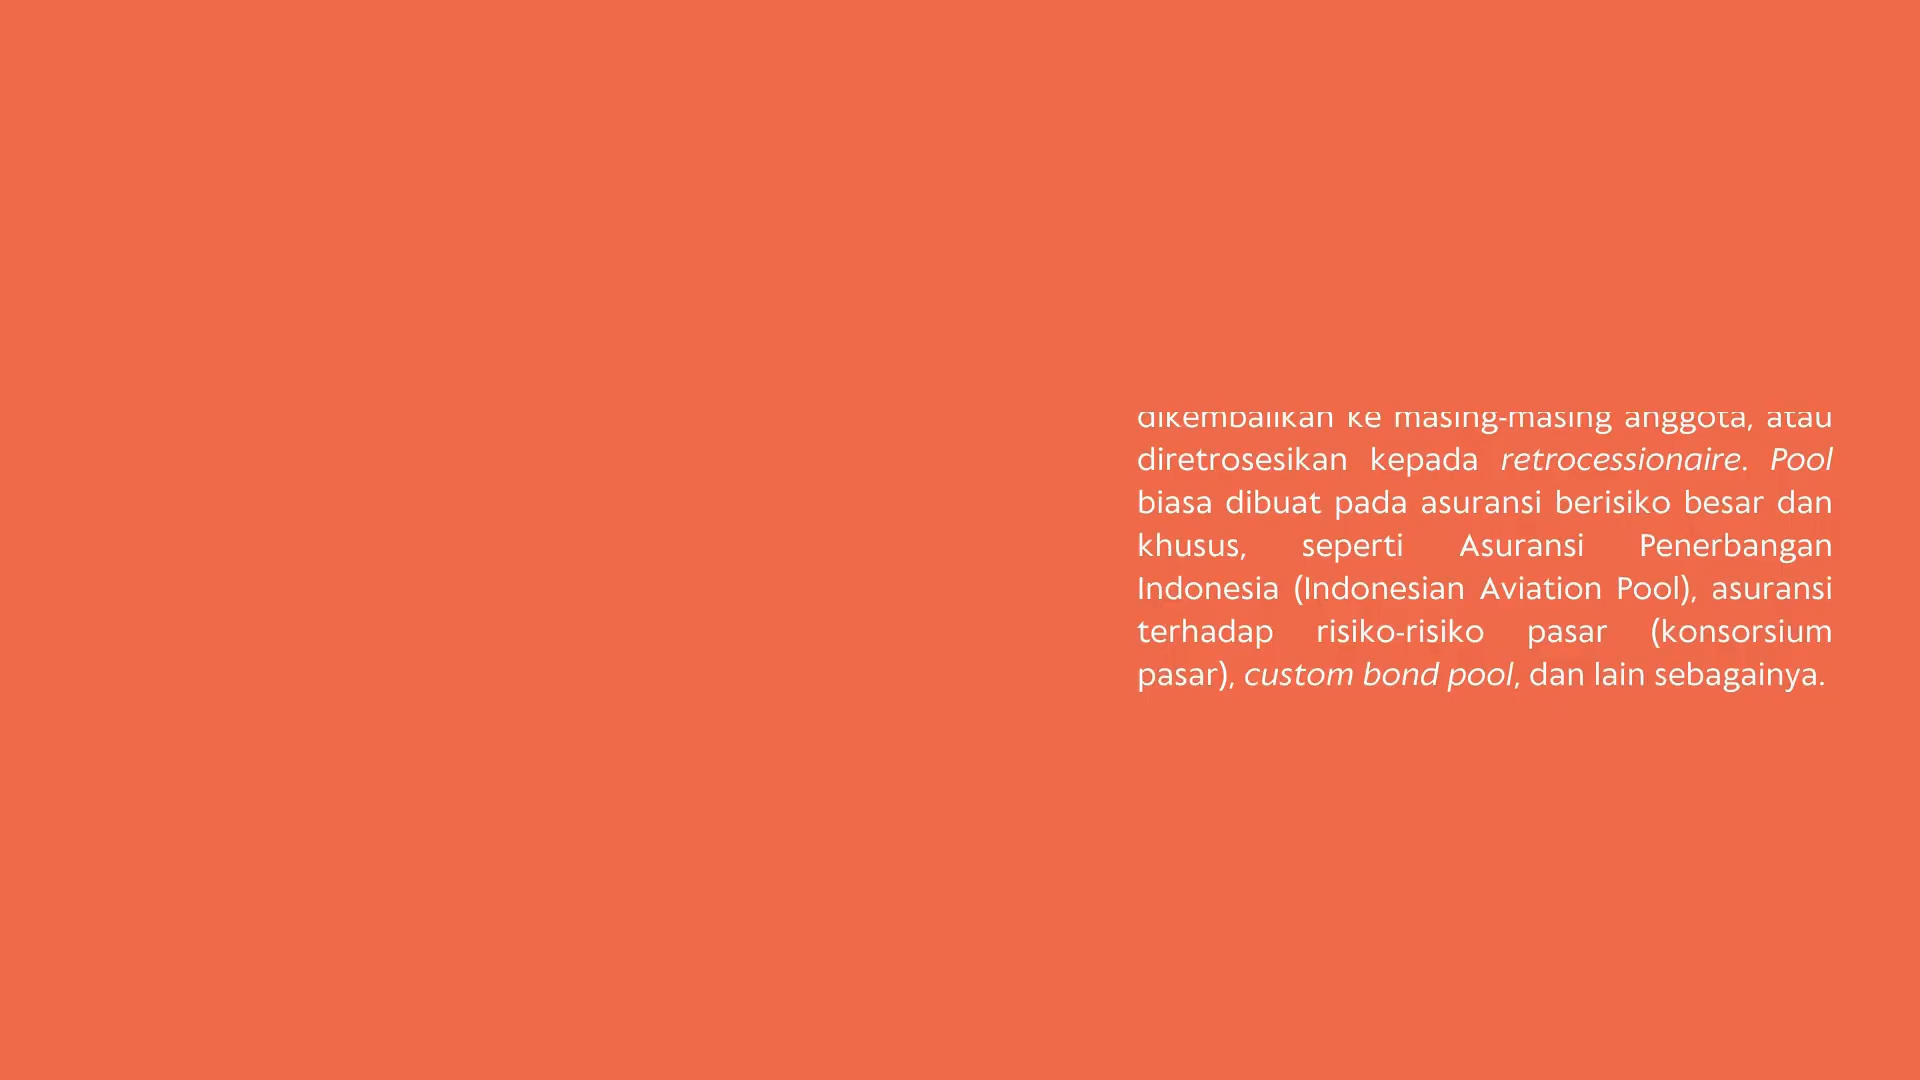 dikembalikan ke masing-masing anggota, atau
diretrosesikan kepada retrocessionaire. Pool
biasa dibuat pada asuransi berisiko besar dan
khusus, seperti Asuransi Penerbangan
Indonesia (Indonesian Aviation Pool), asuransi
terhadap risiko-risiko pasar (konsorsium
pasar), custom bond pool, dan lain sebagainya.